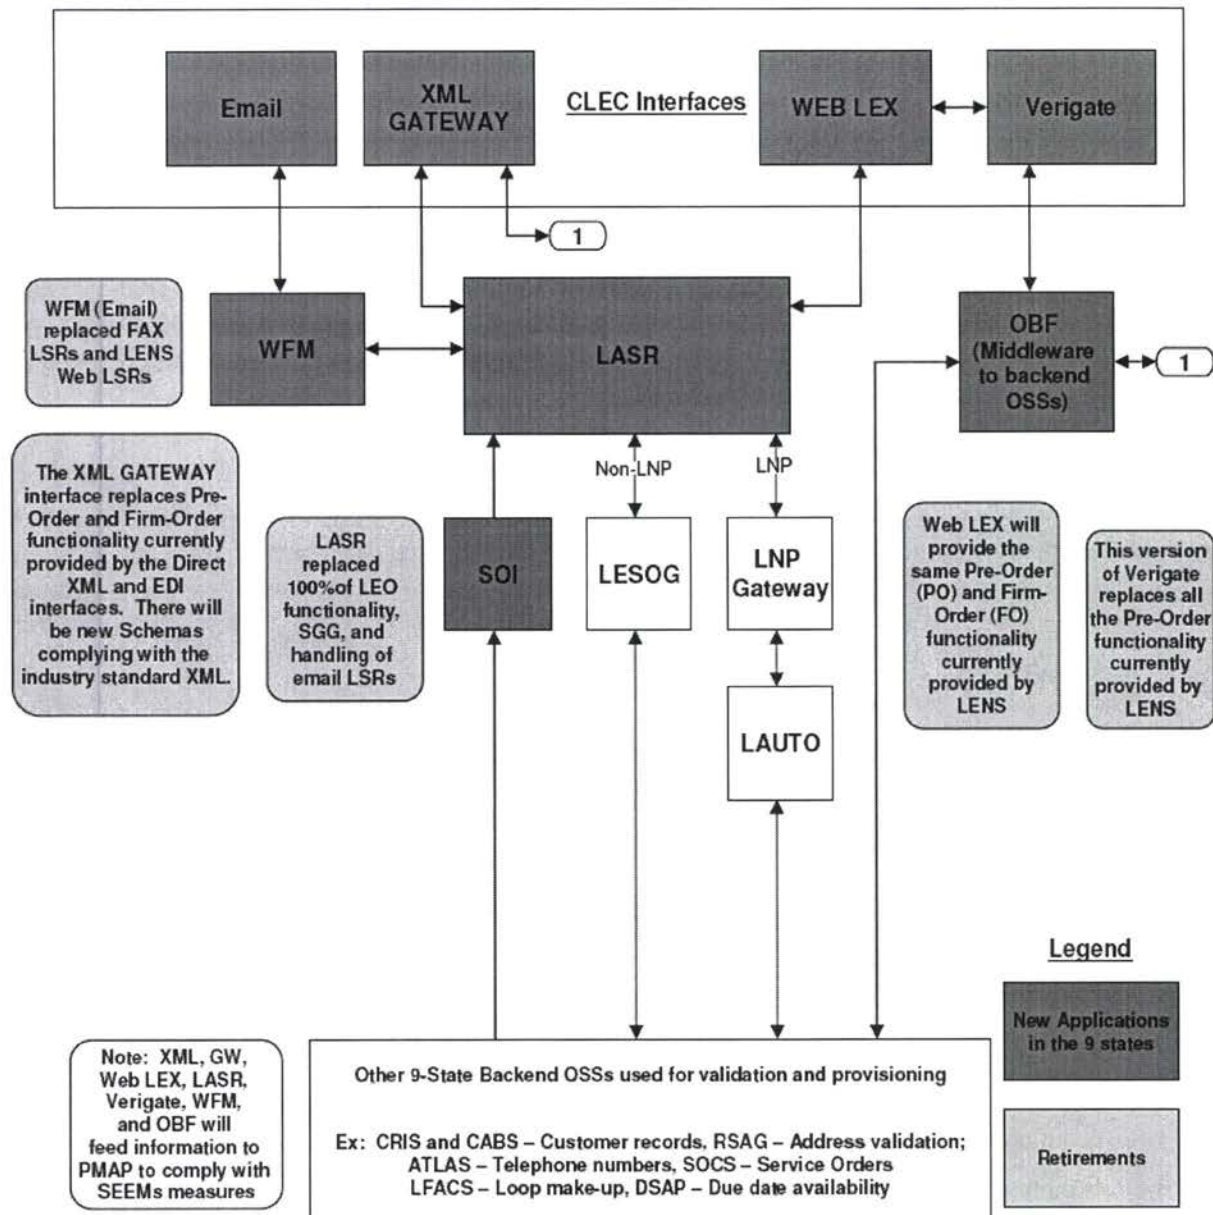 Email
XML
GATEWAY
CLEC Interfaces
WEB LEX
Verigate
1
WFM (Email)
replaced FAX
LSRs and LENS
Web LSRs
WFM
LASR
OBF
(Middleware
to backend
OSSs)
1
Non-LNP
LNP
The XML GATEWAY
interface replaces Pre-
Order and Firm-Order
functionality currently
provided by the Direct
XML and EDI
interfaces. There will
be new Schemas
complying with the
industry standard XML.
LASR
replaced
100%of LEO
functionality,
SGG, and
handling of
email LSRs
SOI
LESOG
LNP
Gateway
LAUTO
Web LEX will
provide the
same Pre-Order
(PO) and Firm-
Order (FO)
functionality
currently
provided by
LENS
This version
of Verigate
replaces all
the Pre-Order
functionality
currently
provided by
LENS
Legend
New Applications
in the 9 states
Retirements
Note: XML, GW,
Web LEX, LASR,
Verigate, WFM,
and OBF will
feed information to
PMAP to comply with
SEEMs measures
Other 9-State Backend OSSs used for validation and provisioning
Ex: CRIS and CABS – Customer records, RSAG – Address validation;
ATLAS – Telephone numbers, SOCS – Service Orders
LFACS – Loop make-up, DSAP – Due date availability